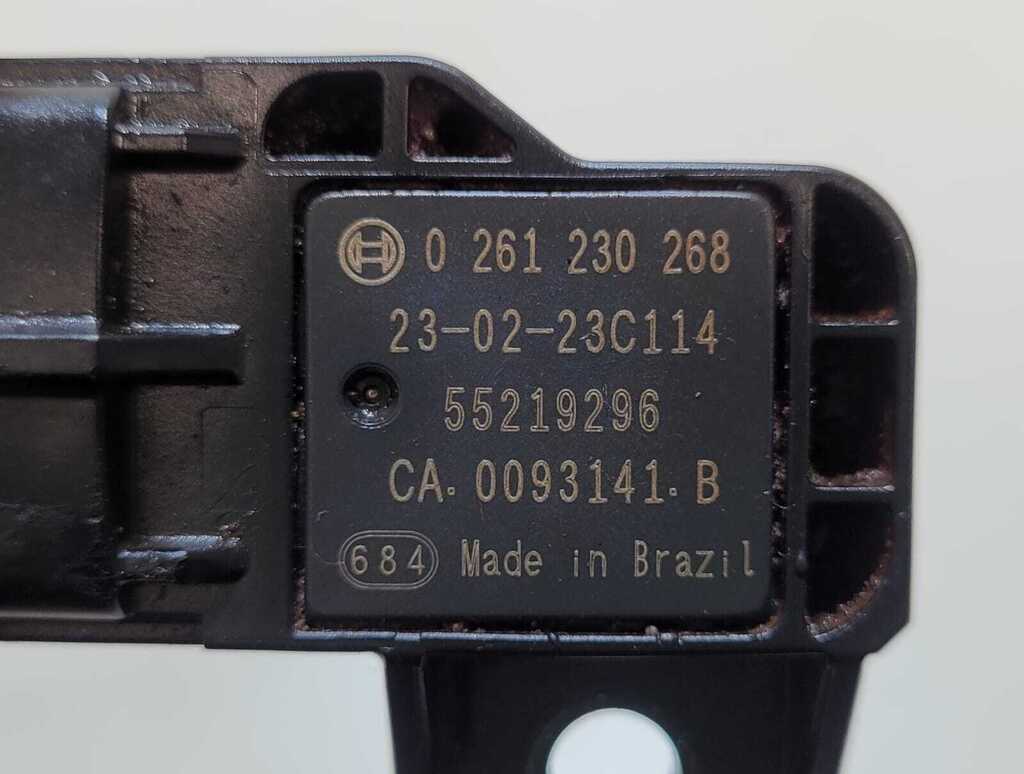 0 261 230 268
23-02-23C114
55219296
CA. 0093141. B
684 Made in Brazil